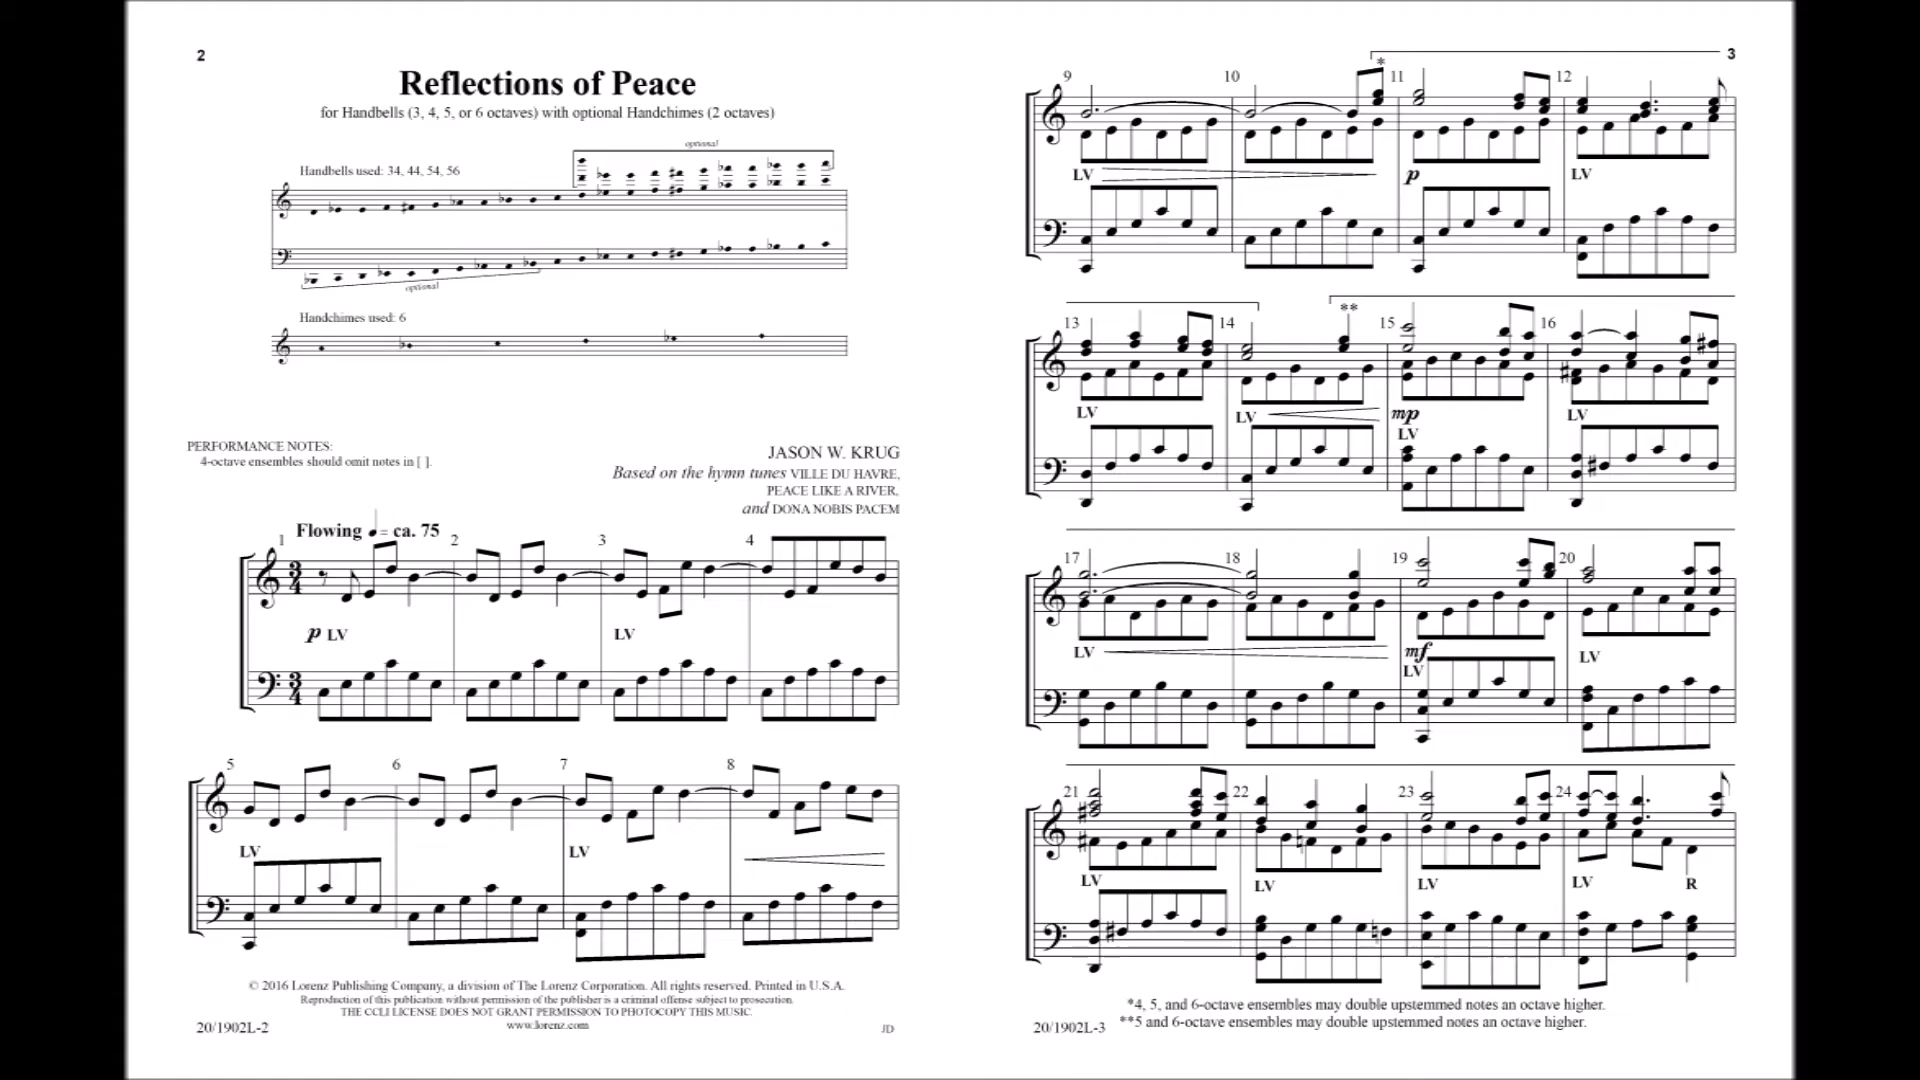 2
Reflections of Peace
for Handbells (3, 4, 5, or 6 octaves) with optional Handchimes (2 octaves)
optional
Handbells used: 34, 44, 54, 56
optional
Handchimes used: 6
PERFORMANCE NOTES:
4-octave ensembles should omit notes in [ ].
JASON W. KRUG
Based on the hymn tunes VILLE DU HAVRE,
PEACE LIKE A RIVER,
and DONA NOBIS PACEM
Flowing ♩ = ca. 75
1 2 3 4
3 4
p LV LV
3 4
5 6 7 8
LV LV
© 2016 Lorenz Publishing Company, a division of The Lorenz Corporation. All rights reserved. Printed in U.S.A.
Reproduction of this publication without permission of the publisher is a criminal offense subject to prosecution.
THE CCLI LICENSE DOES NOT GRANT PERMISSION TO PHOTOCOPY THIS MUSIC.
www.lorenz.com
20/1902L-2 JD
3
9 10 * 11 12
LV p LV
13 14 ** 15 16
LV LV mp LV
LV
17 18 19 20
LV mf LV
LV
21 22 23 24
LV LV LV LV R
*4, 5, and 6-octave ensembles may double upstemmed notes an octave higher.
**5 and 6-octave ensembles may double upstemmed notes an octave higher.
20/1902L-3